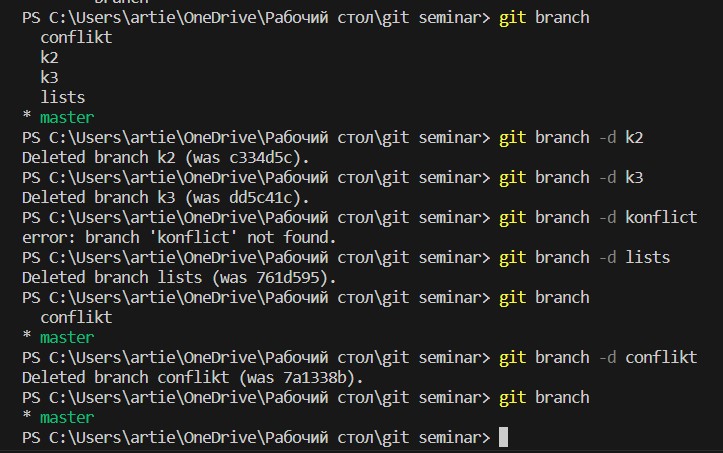 PS C:\Users\artie\OneDrive\Рабочий стол\git seminar> git branch
conflikt
k2
k3
lists
* master
PS C:\Users\artie\OneDrive\Рабочий стол\git seminar> git branch -d k2
Deleted branch k2 (was c334d5c).
PS C:\Users\artie\OneDrive\Рабочий стол\git seminar> git branch -d k3
Deleted branch k3 (was dd5c41c).
PS C:\Users\artie\OneDrive\Рабочий стол\git seminar> git branch -d konflict
error: branch 'konflict' not found.
PS C:\Users\artie\OneDrive\Рабочий стол\git seminar> git branch -d lists
Deleted branch lists (was 761d595).
PS C:\Users\artie\OneDrive\Рабочий стол\git seminar> git branch
conflikt
* master
PS C:\Users\artie\OneDrive\Рабочий стол\git seminar> git branch -d conflikt
Deleted branch conflikt (was 7a1338b).
PS C:\Users\artie\OneDrive\Рабочий стол\git seminar> git branch
* master
PS C:\Users\artie\OneDrive\Рабочий стол\git seminar>